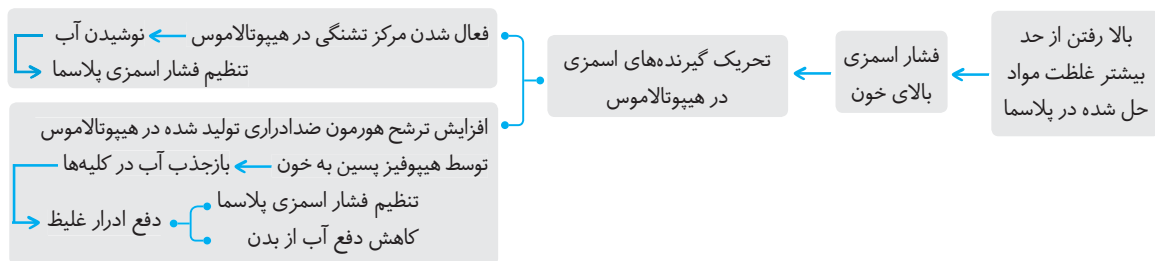 بالا رفتن از حد
بیشتر غلظت مواد
حل شده در پلاسما
فشار اسمزی
بالای خون
تحریک گیرنده‌های اسمزی
در هیپوتالاموس
فعال شدن مرکز تشنگی در هیپوتالاموس
نوشیدن آب
تنظیم فشار اسمزی پلاسما
افزایش ترشح هورمون ضدادراری تولید شده در هیپوتالاموس
توسط هیپوفیز پسین به خون
بازجذب آب در کلیه‌ها
دفع ادرار غلیظ
تنظیم فشار اسمزی پلاسما
کاهش دفع آب از بدن